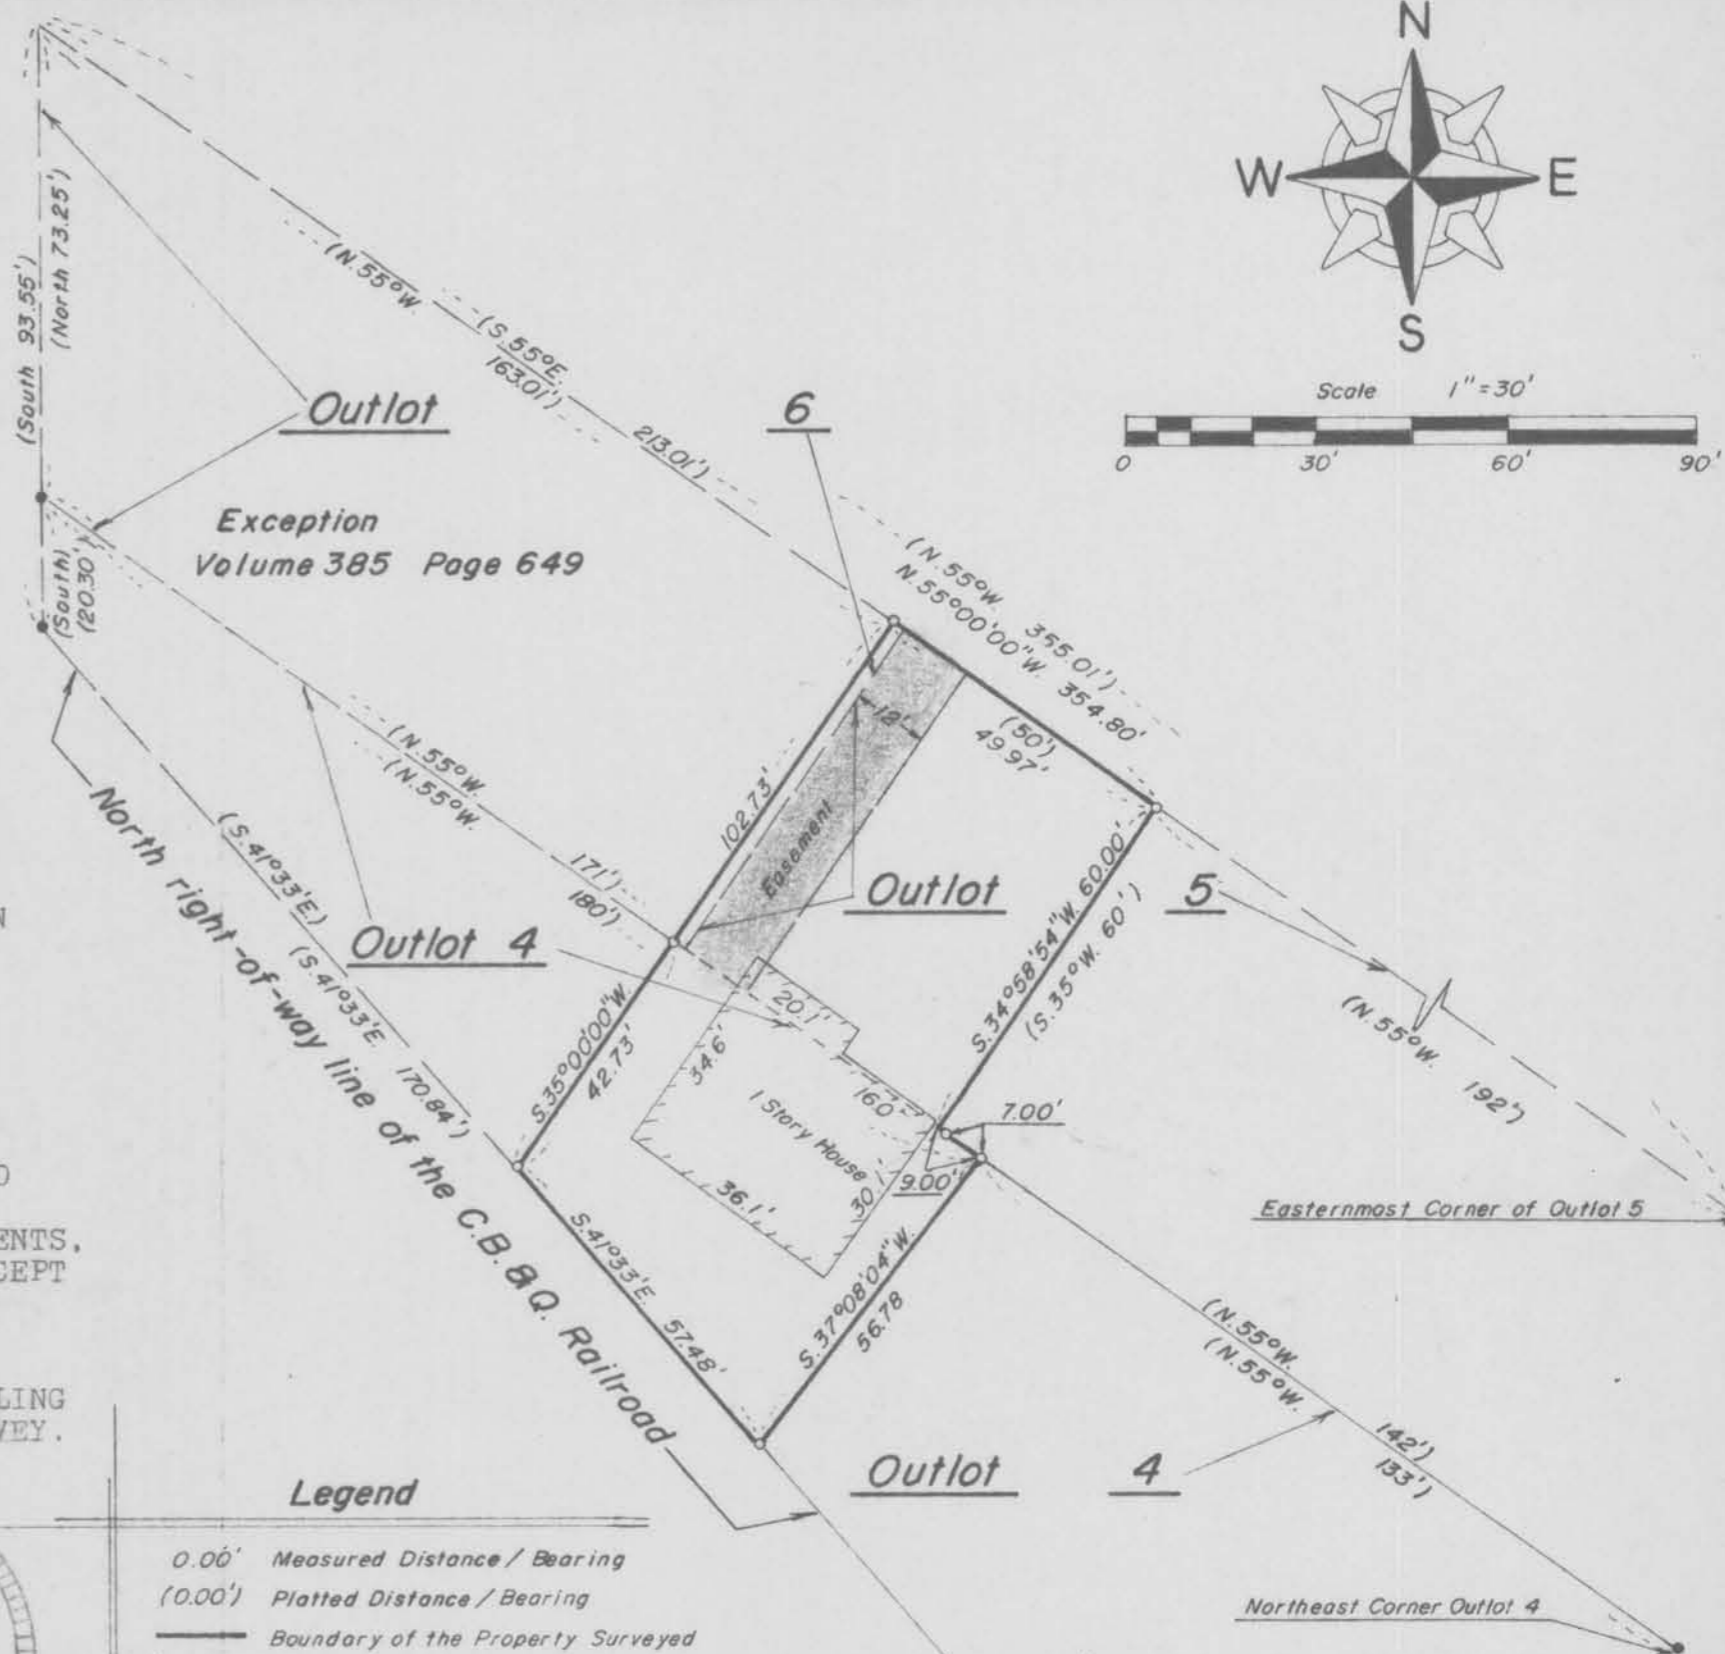 N
W E
S
Scale 1"=30'
0 30' 60' 90'
(South 93.55')
(North 73.25')
(N.55°W.
213.01')
(S.55°E.
163.01')
Outlot
6
Exception
Volume 385 Page 649
(South)
(20.30')
(N.55°W. 355.01')
N.55°00'00"W. 354.80'
(50')
49.97'
12'
Easement
102.73'
(N.55°W. 171')
(N.55°W. 180')
Outlot
5
Outlot 4
S.34°58'54"W. 60.00'
(S.35°W. 60')
(N.55°W. 192')
North right-of-way line of the C.B.&Q. Railroad
(S.41°33'E.)
(S.41°33'E. 170.84')
S.35°00'00"W.
42.73'
20.1'
34.6'
16.0'
1 Story House
30.1'
36.1'
7.00'
9.00'
Easternmost Corner of Outlot 5
S.41°33'E. 57.48'
S.37°08'04"W.
56.78
(N.55°W. 142')
(N.55°W. 133')
Outlot 4
Northeast Corner Outlot 4
N
O
ENTS,
CEPT
LING
VEY.
Legend
0.00' Measured Distance / Bearing
(0.00') Platted Distance / Bearing
Boundary of the Property Surveyed